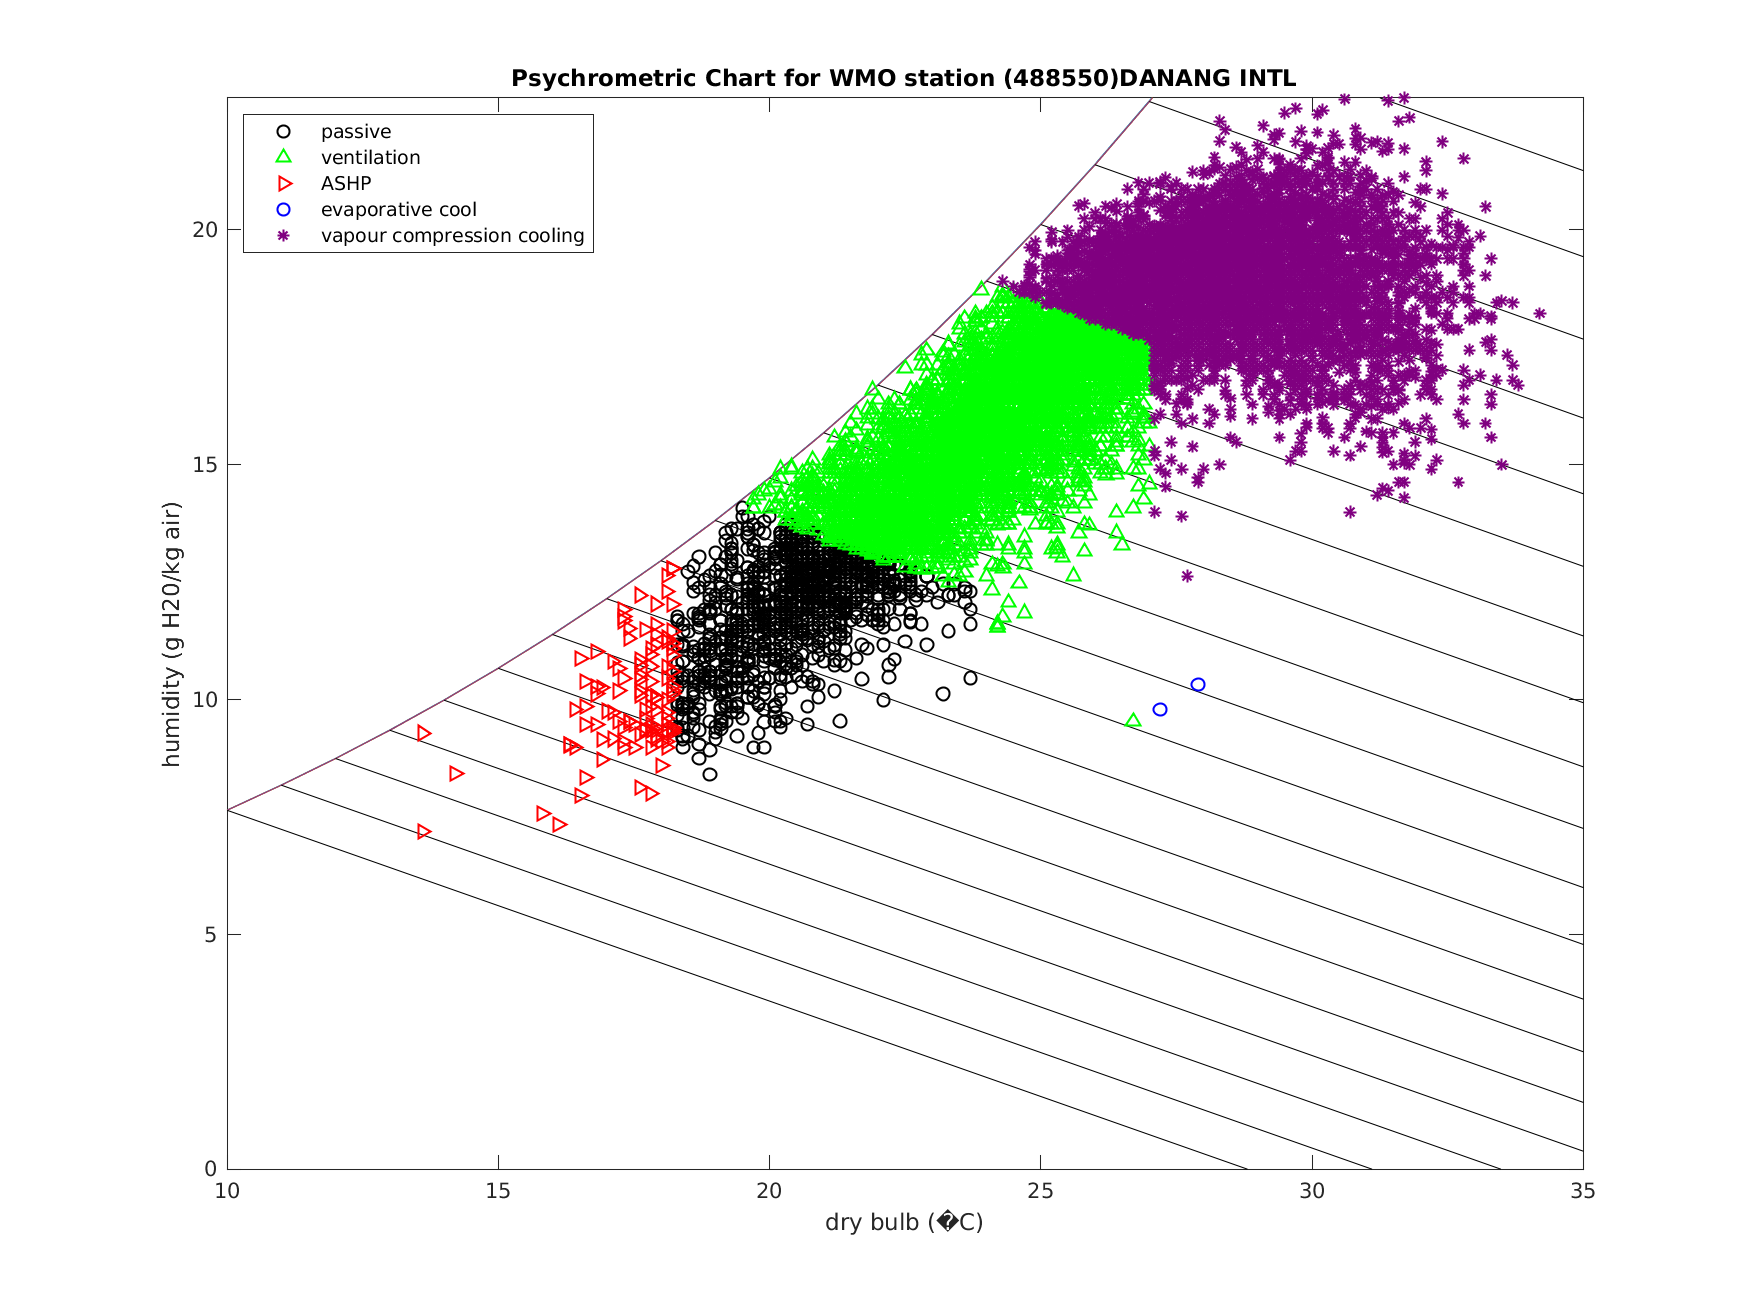 Psychrometric Chart for WMO station (488550)DANANG INTL
passive
ventilation
ASHP
evaporative cool
vapour compression cooling
humidity (g H20/kg air)
20
15
10
5
0
10 15 20 25 30 35
dry bulb (�C)